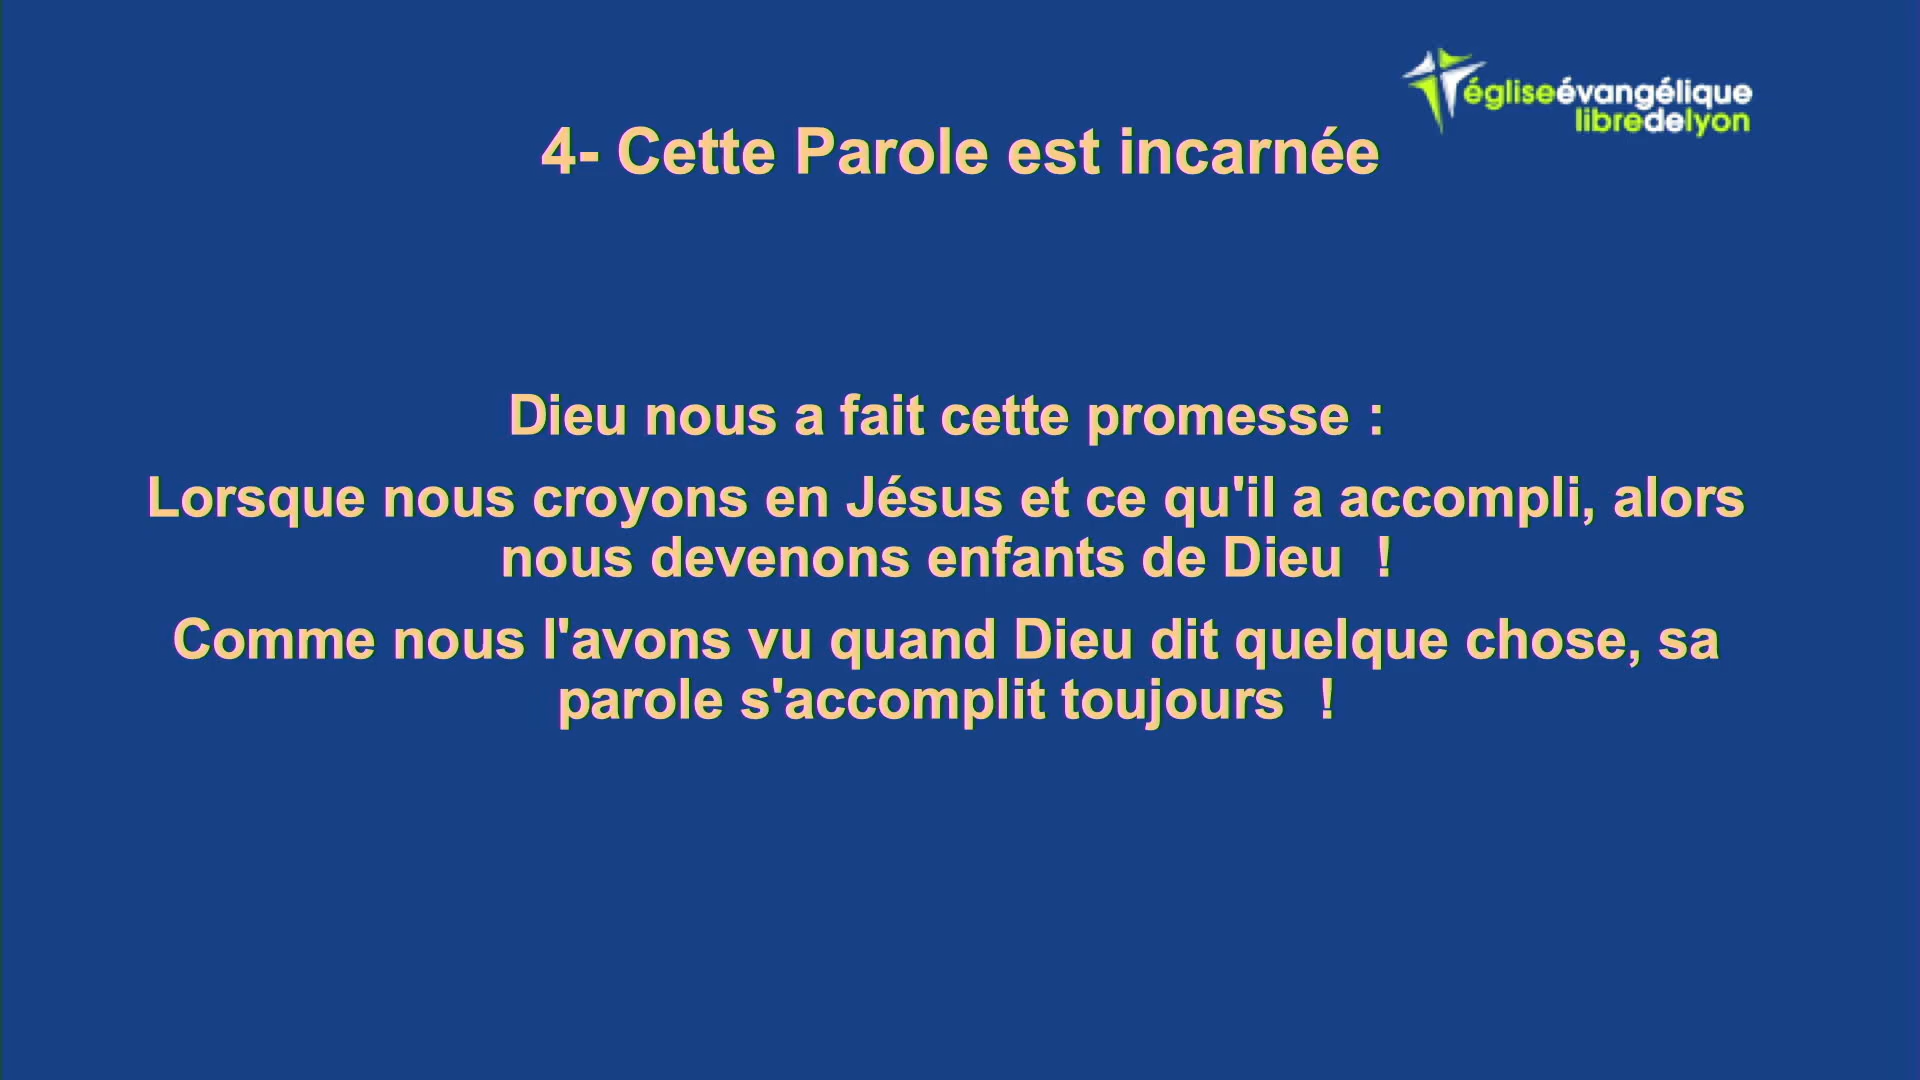 égliseévangélique
libredelyon
4- Cette Parole est incarnée
Dieu nous a fait cette promesse :
Lorsque nous croyons en Jésus et ce qu'il a accompli, alors
nous devenons enfants de Dieu  !
Comme nous l'avons vu quand Dieu dit quelque chose, sa
parole s'accomplit toujours  !